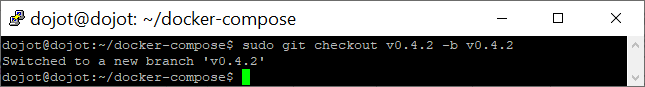 dojot@dojot: ~/docker-compose
dojot@dojot:~/docker-compose$ sudo git checkout v0.4.2 -b v0.4.2
Switched to a new branch 'v0.4.2'
dojot@dojot:~/docker-compose$